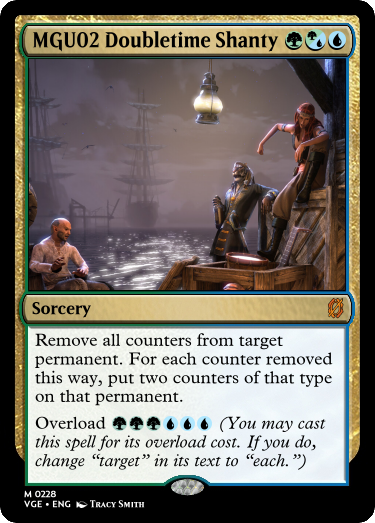 MGU02 Doubletime Shanty
Sorcery
Remove all counters from target
permanent. For each counter removed
this way, put two counters of that type
on that permanent.
Overload (You may cast
this spell for its overload cost. If you do,
change “target” in its text to “each.”)
M 0228
VGE • ENG Tracy Smith